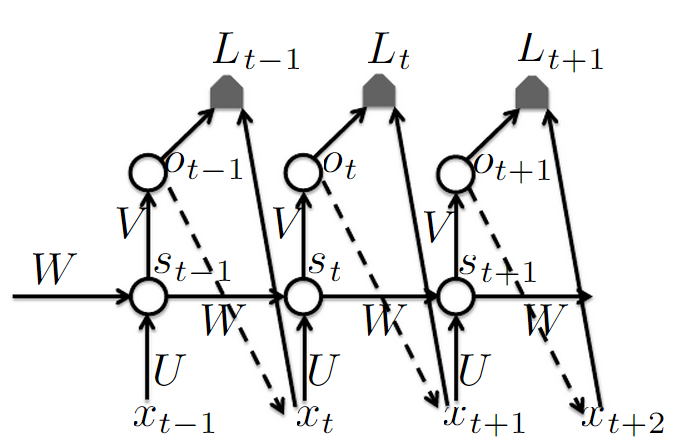 L_{t-1} L_t L_{t+1}
o_{t-1} o_t o_{t+1}
V V V
W s_{t-1} s_t s_{t+1}
W W W
U U U
x_{t-1} x_t x_{t+1} x_{t+2}